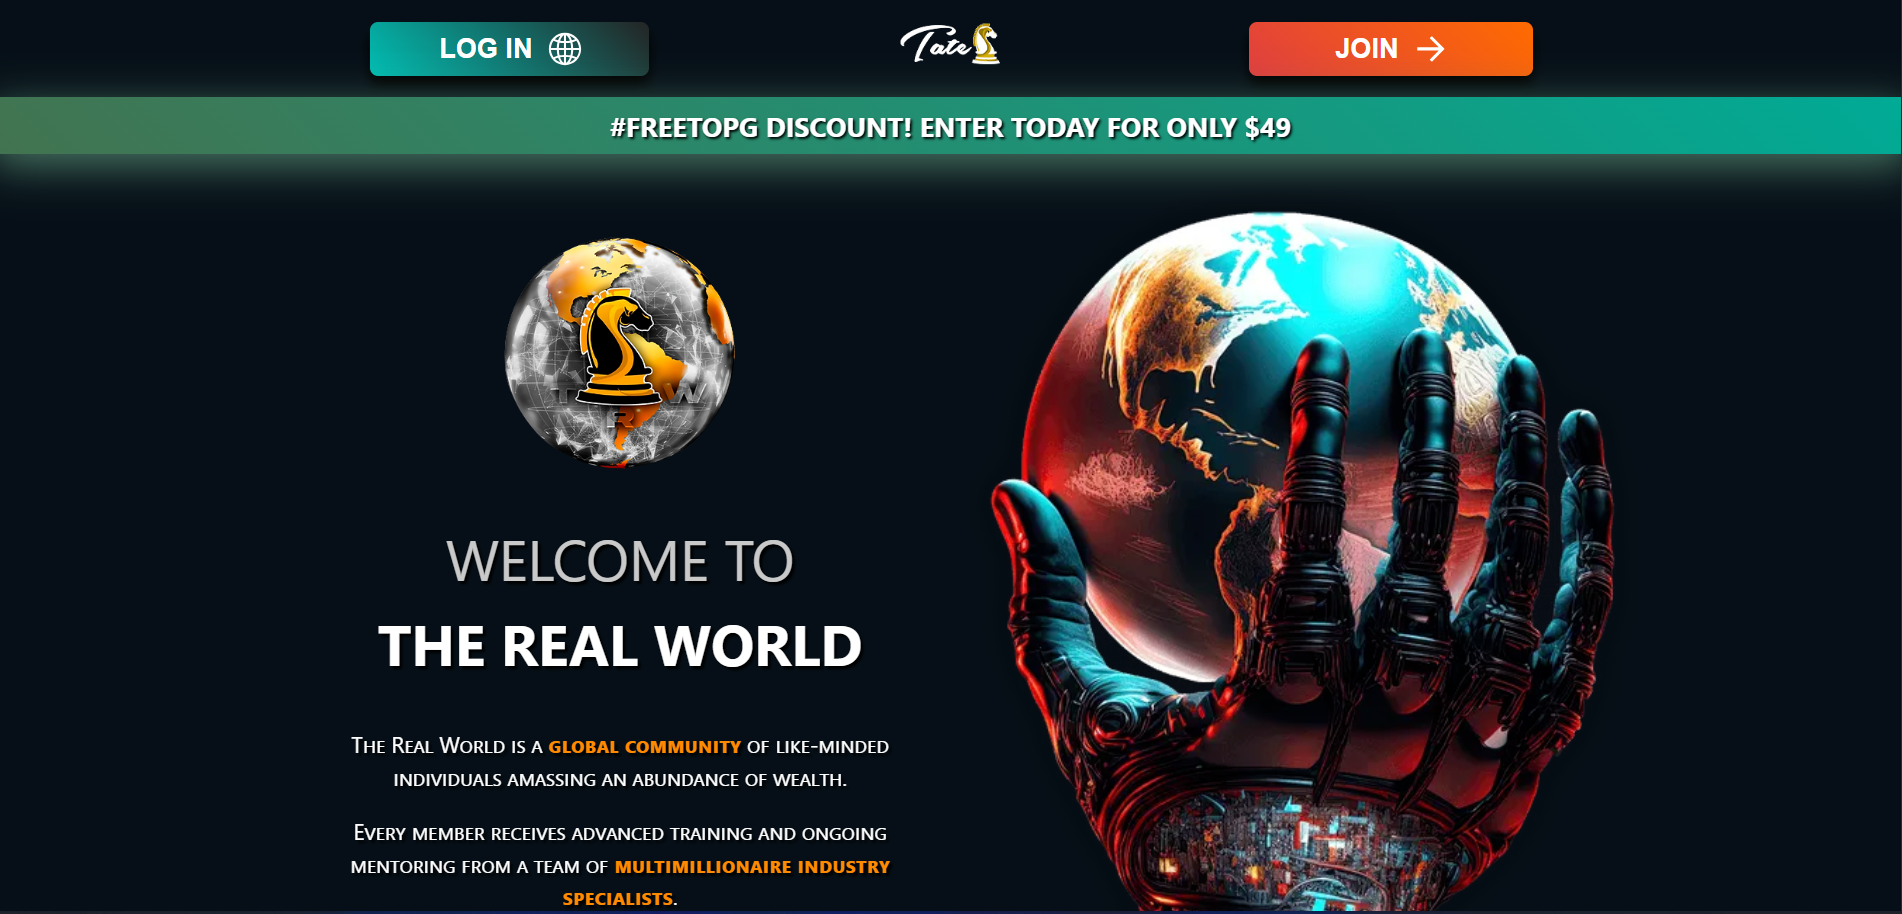 LOG IN
Tate
JOIN
#FREETOPG DISCOUNT! ENTER TODAY FOR ONLY $49
T R W
WELCOME TO
THE REAL WORLD
THE REAL WORLD IS A GLOBAL COMMUNITY OF LIKE-MINDED
INDIVIDUALS AMASSING AN ABUNDANCE OF WEALTH.
EVERY MEMBER RECEIVES ADVANCED TRAINING AND ONGOING
MENTORING FROM A TEAM OF MULTIMILLIONAIRE INDUSTRY
SPECIALISTS.